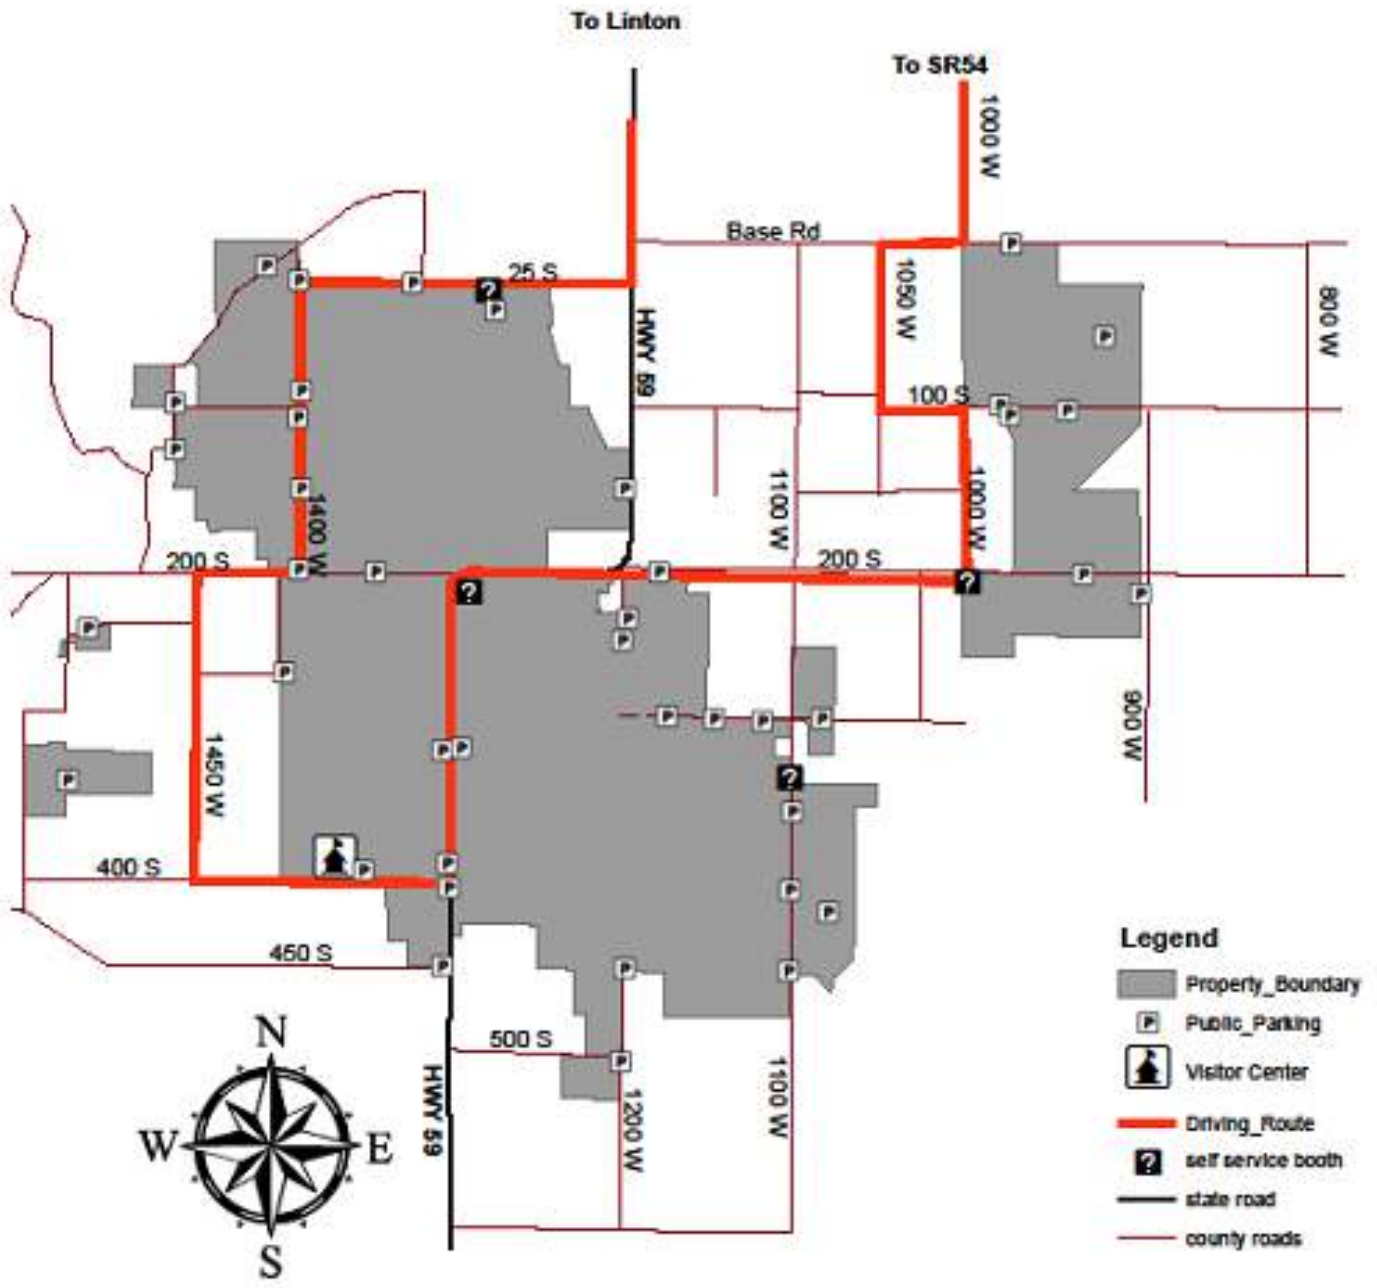 To Linton
To SR54
1000 W
Base Rd
25 S
?
1050 W
800 W
HWY 59
100 S
1400 W
1100 W
1000 W
200 S
200 S
?
?
1450 W
900 W
?
400 S
450 S
500 S
HWY 59
1200 W
1100 W
N
W
E
S
Legend
Property_Boundary
P Public_Parking
Visitor Center
Driving_Route
? self service booth
state road
county roads